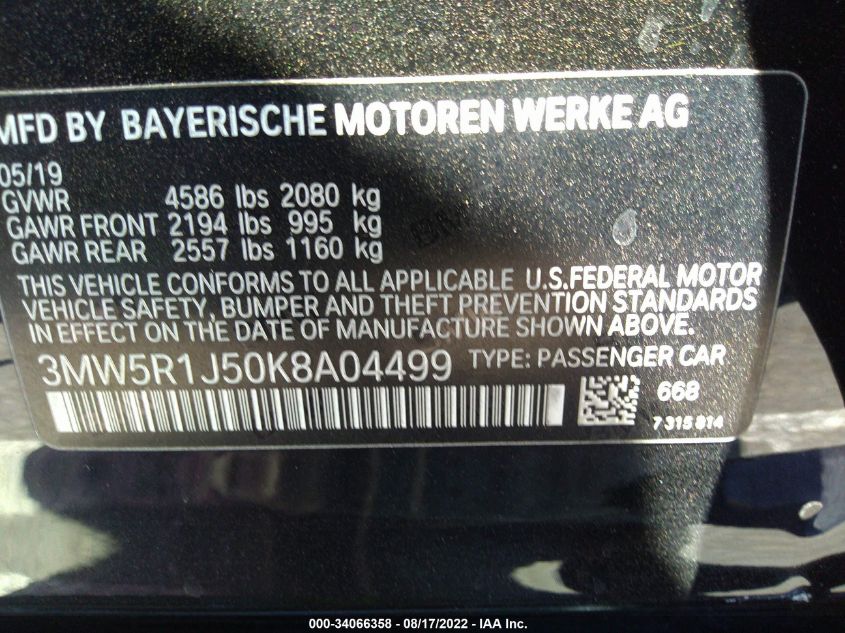 MFD BY BAYERISCHE MOTOREN WERKE AG
05/19
GVWR 4586 lbs 2080 kg
GAWR FRONT 2194 lbs 995 kg
GAWR REAR 2557 lbs 1160 kg
THIS VEHICLE CONFORMS TO ALL APPLICABLE U.S.FEDERAL MOTOR
VEHICLE SAFETY, BUMPER AND THEFT PREVENTION STANDARDS
IN EFFECT ON THE DATE OF MANUFACTURE SHOWN ABOVE.
3MW5R1J50K8A04499 TYPE: PASSENGER CAR
668
7 315 814
000-34066358 - 08/17/2022 - IAA Inc.